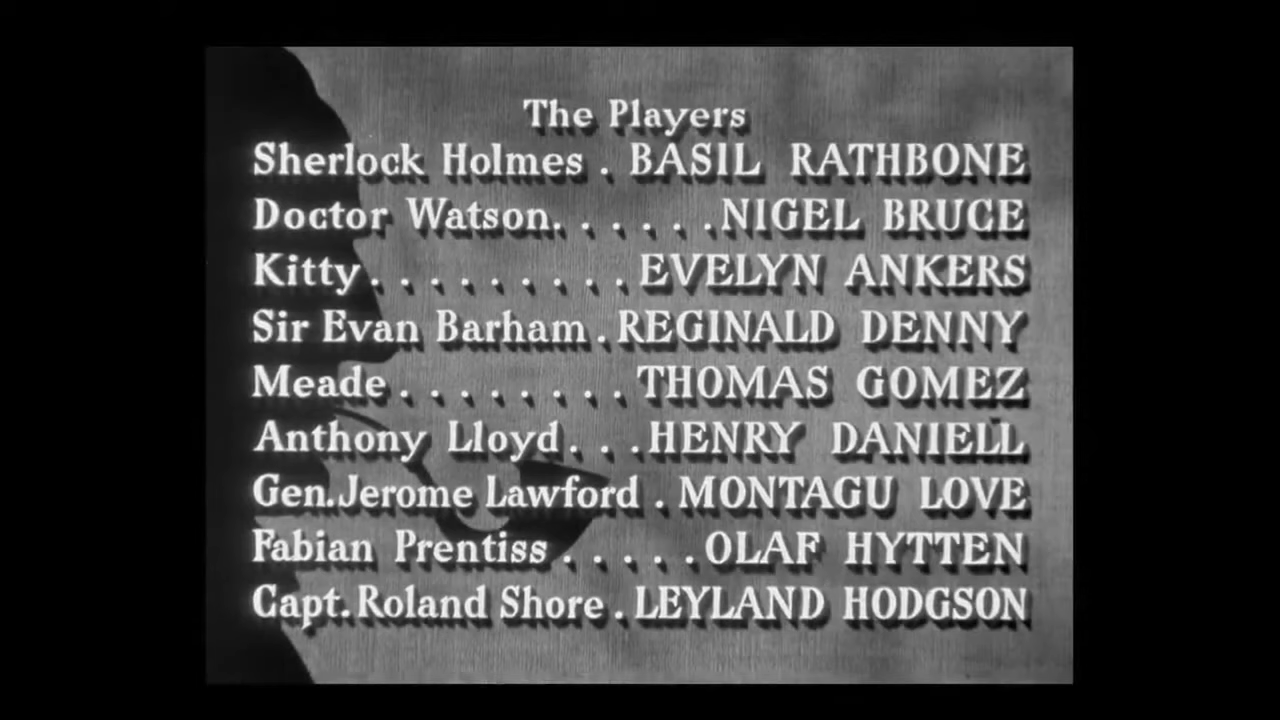 The Players
Sherlock Holmes . BASIL RATHBONE
Doctor Watson. . . . . . NIGEL BRUCE
Kitty . . . . . . . . . EVELYN ANKERS
Sir Evan Barham . REGINALD DENNY
Meade . . . . . . . . THOMAS GOMEZ
Anthony Lloyd . . . HENRY DANIELL
Gen. Jerome Lawford . MONTAGU LOVE
Fabian Prentiss . . . . . OLAF HYTTEN
Capt. Roland Shore . LEYLAND HODGSON